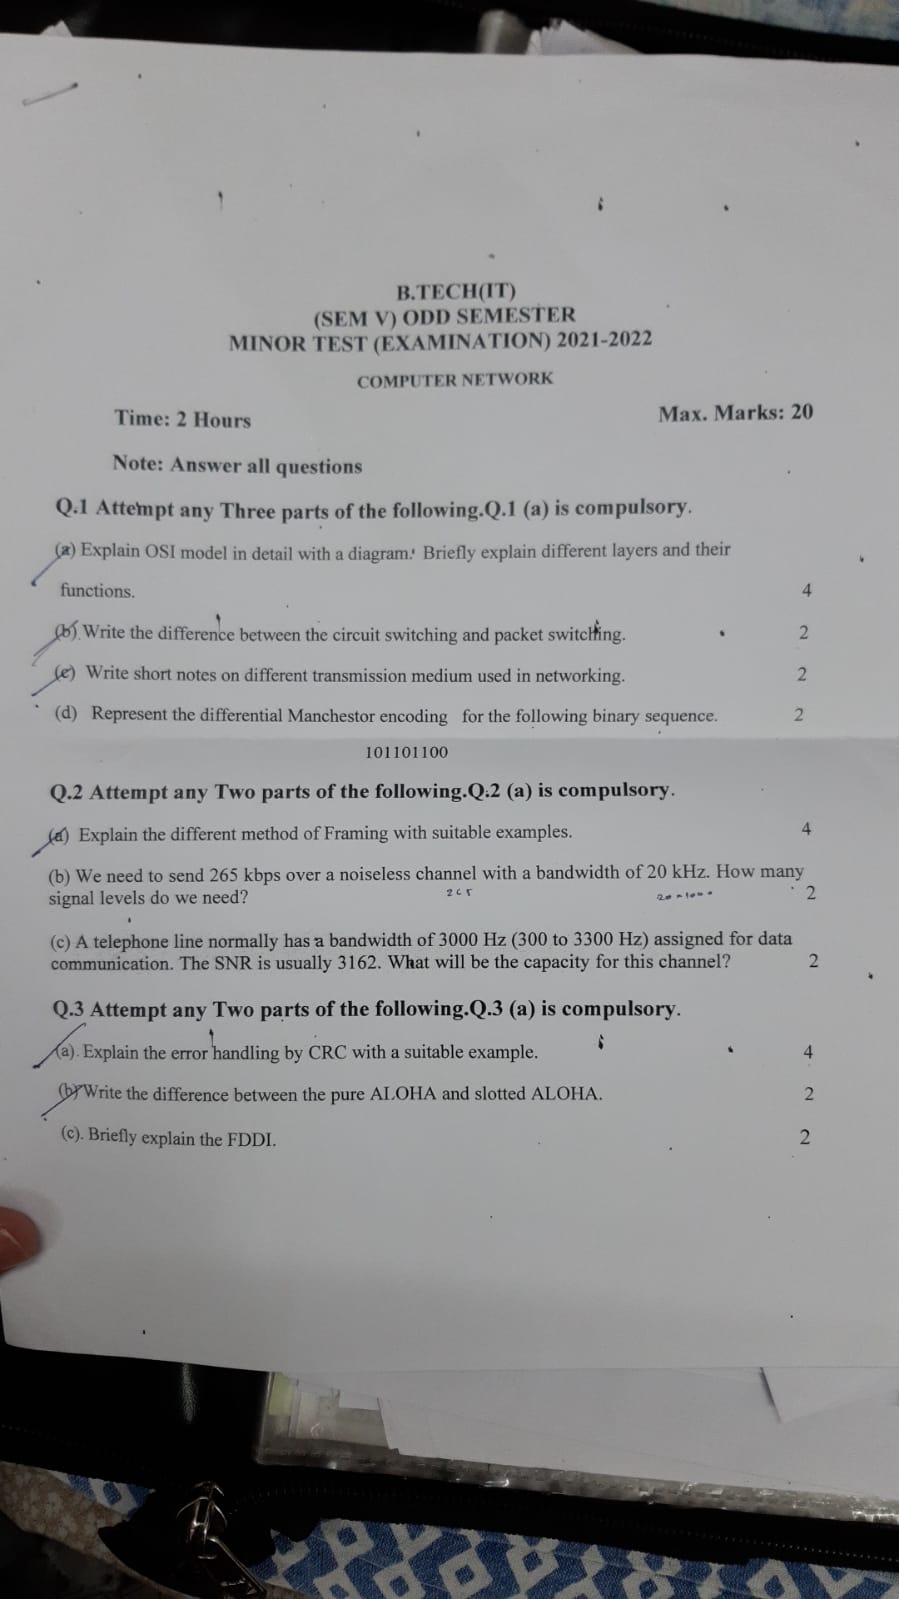 B.TECH(IT)
(SEM V) ODD SEMESTER
MINOR TEST (EXAMINATION) 2021-2022
COMPUTER NETWORK
Time: 2 Hours Max. Marks: 20
Note: Answer all questions
Q.1 Attempt any Three parts of the following.Q.1 (a) is compulsory.
(a) Explain OSI model in detail with a diagram. Briefly explain different layers and their
functions. 4
(b). Write the difference between the circuit switching and packet switching. 2
(c) Write short notes on different transmission medium used in networking. 2
(d) Represent the differential Manchestor encoding for the following binary sequence. 2
101101100
Q.2 Attempt any Two parts of the following.Q.2 (a) is compulsory.
(a) Explain the different method of Framing with suitable examples. 4
(b) We need to send 265 kbps over a noiseless channel with a bandwidth of 20 kHz. How many
signal levels do we need? 265 20×1000 2
(c) A telephone line normally has a bandwidth of 3000 Hz (300 to 3300 Hz) assigned for data
communication. The SNR is usually 3162. What will be the capacity for this channel? 2
Q.3 Attempt any Two parts of the following.Q.3 (a) is compulsory.
(a). Explain the error handling by CRC with a suitable example. 4
(b) Write the difference between the pure ALOHA and slotted ALOHA. 2
(c). Briefly explain the FDDI. 2